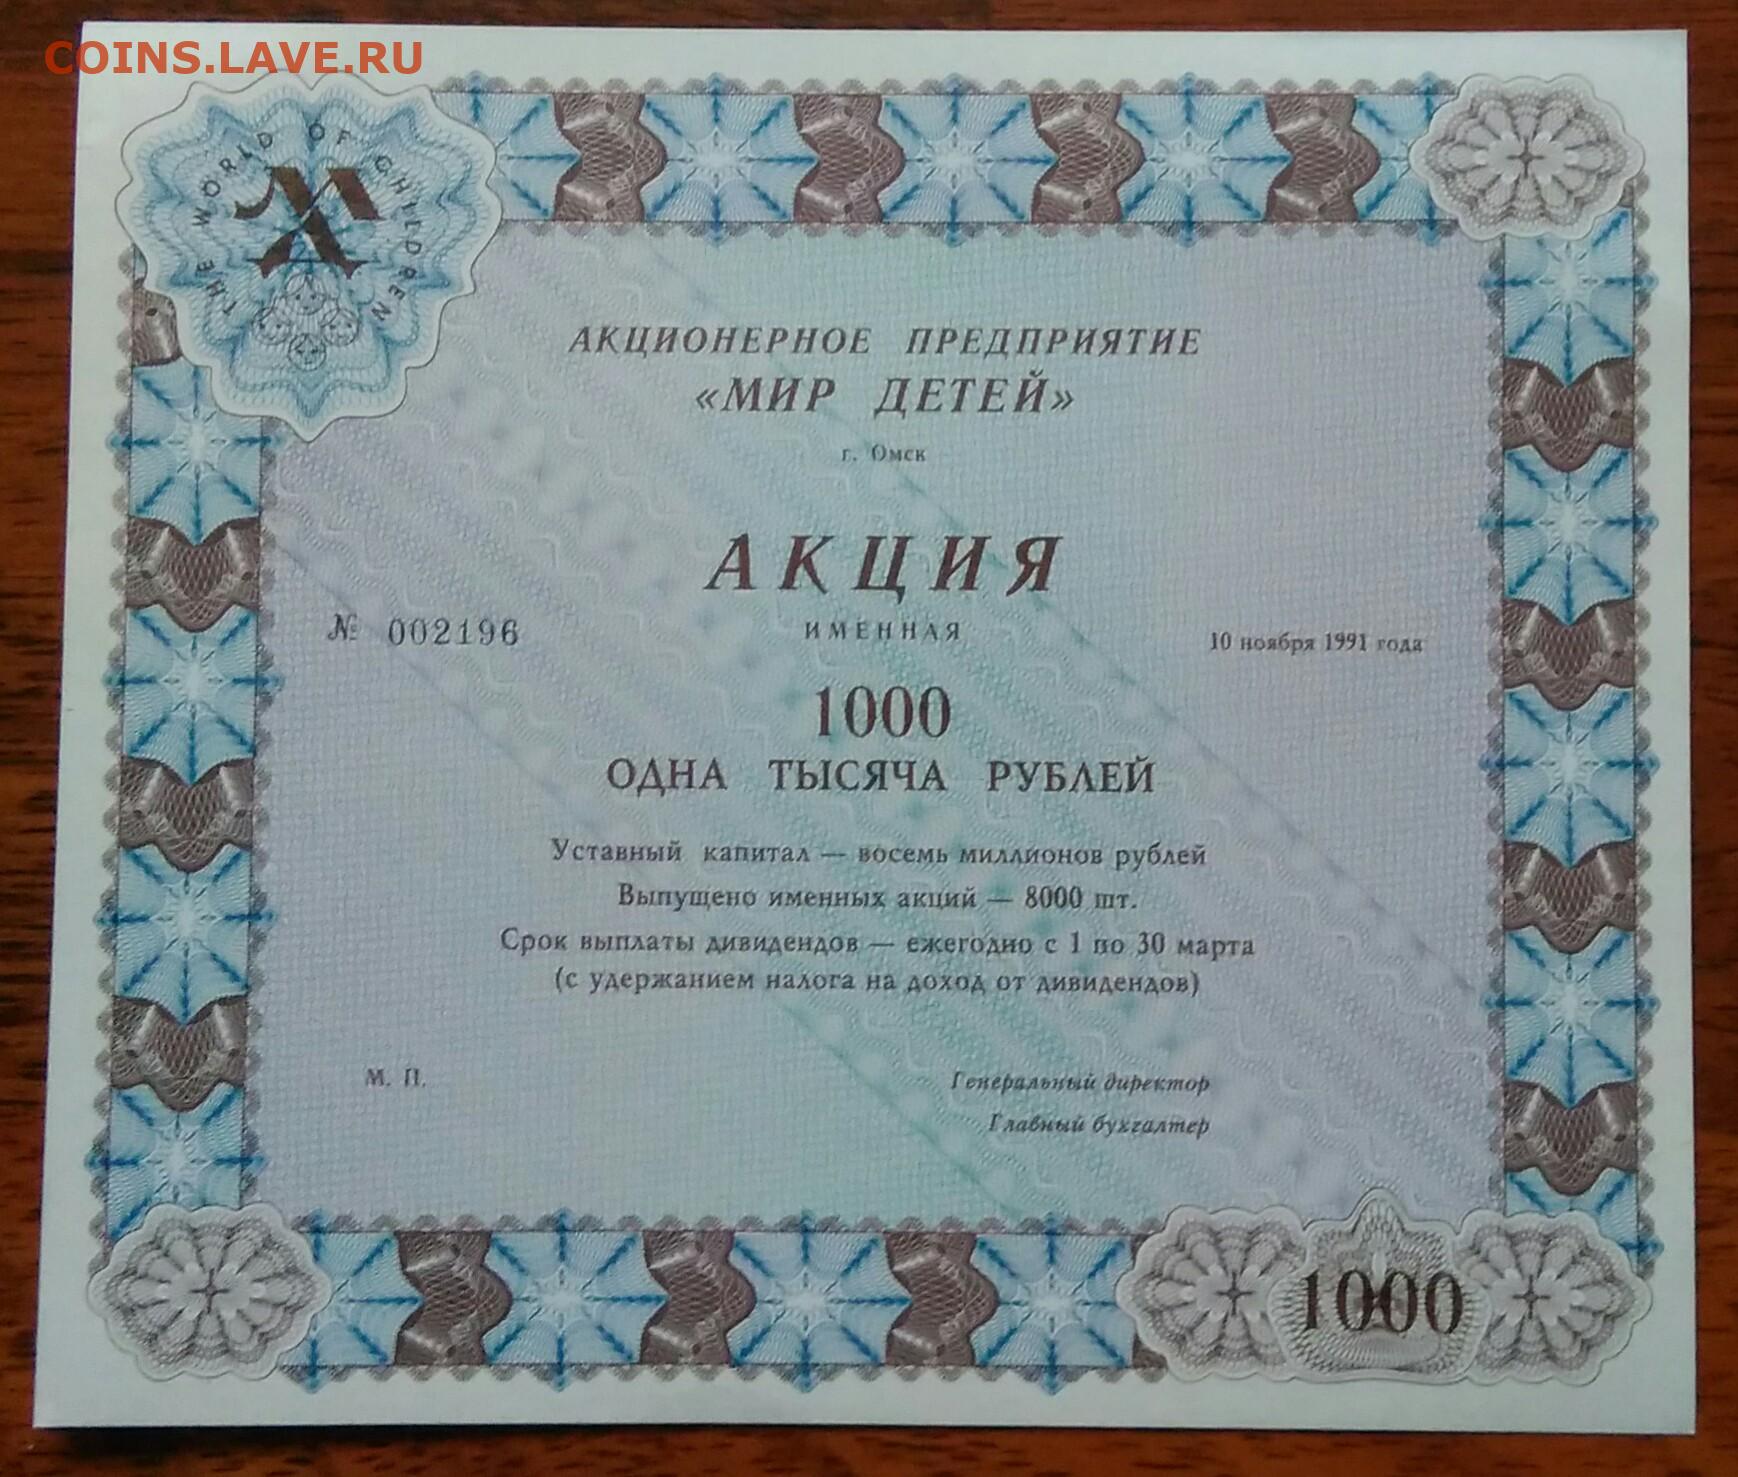 COINS.LAVE.RU
THE WORLD OF CHILDREN
АКЦИОНЕРНОЕ ПРЕДПРИЯТИЕ
«МИР ДЕТЕЙ»
г. Омск
АКЦИЯ
№ 002196
ИМЕННАЯ
10 ноября 1991 года
1000
ОДНА ТЫСЯЧА РУБЛЕЙ
Уставный капитал — восемь миллионов рублей
Выпущено именных акций — 8000 шт.
Срок выплаты дивидендов — ежегодно с 1 по 30 марта
(с удержанием налога на доход от дивидендов)
М. П.
Генеральный директор
Главный бухгалтер
1000